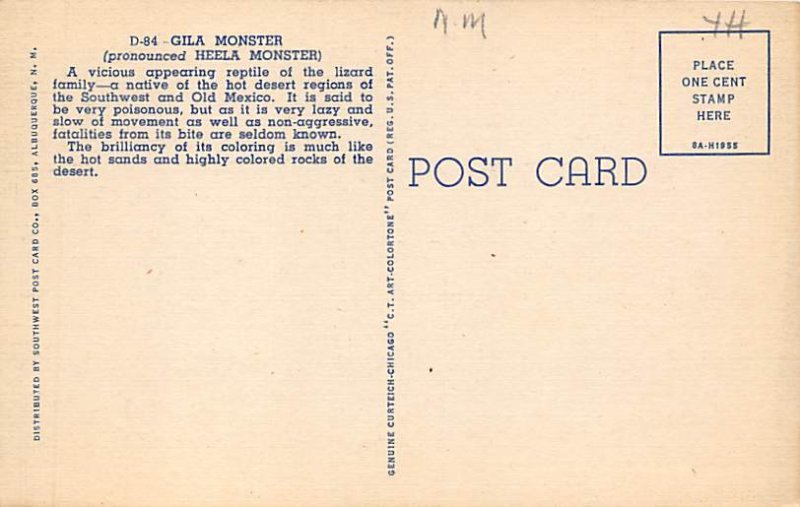 D-84 - GILA MONSTER
(pronounced HEELA MONSTER)
A vicious appearing reptile of the lizard
family—a native of the hot desert regions of
the Southwest and Old Mexico. It is said to
be very poisonous, but as it is very lazy and
slow of movement as well as non-aggressive,
fatalities from its bite are seldom known.
The brilliancy of its coloring is much like
the hot sands and highly colored rocks of the
desert.
DISTRIBUTED BY SOUTHWEST POST CARD CO., BOX 685, ALBUQUERQUE, N. M.
GENUINE CURTEICH-CHICAGO "C.T. ART-COLORTONE" POST CARD (REG. U.S. PAT. OFF.)
POST CARD
PLACE
ONE CENT
STAMP
HERE
8A-H1955